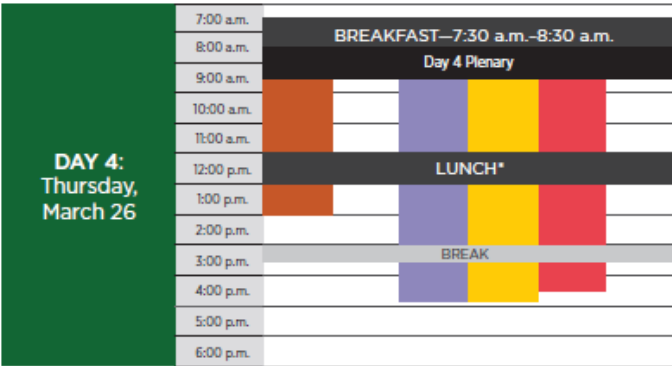 DAY 4:
Thursday,
March 26
7:00 a.m.
8:00 a.m.
9:00 a.m.
10:00 a.m.
11:00 a.m.
12:00 p.m.
1:00 p.m.
2:00 p.m.
3:00 p.m.
4:00 p.m.
5:00 p.m.
6:00 p.m.
BREAKFAST—7:30 a.m.–8:30 a.m.
Day 4 Plenary
LUNCH*
BREAK